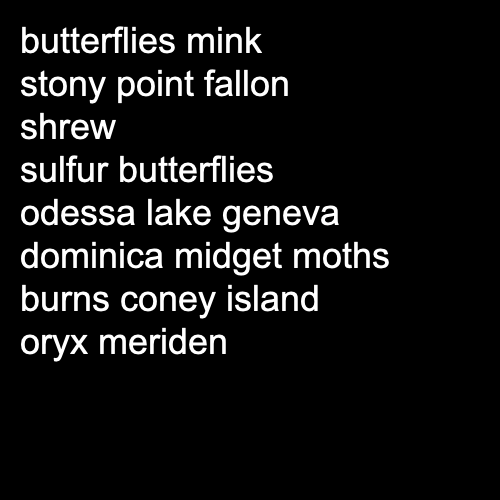 butterflies mink
stony point fallon
shrew
sulfur butterflies
odessa lake geneva
dominica midget moths
burns coney island
oryx meriden